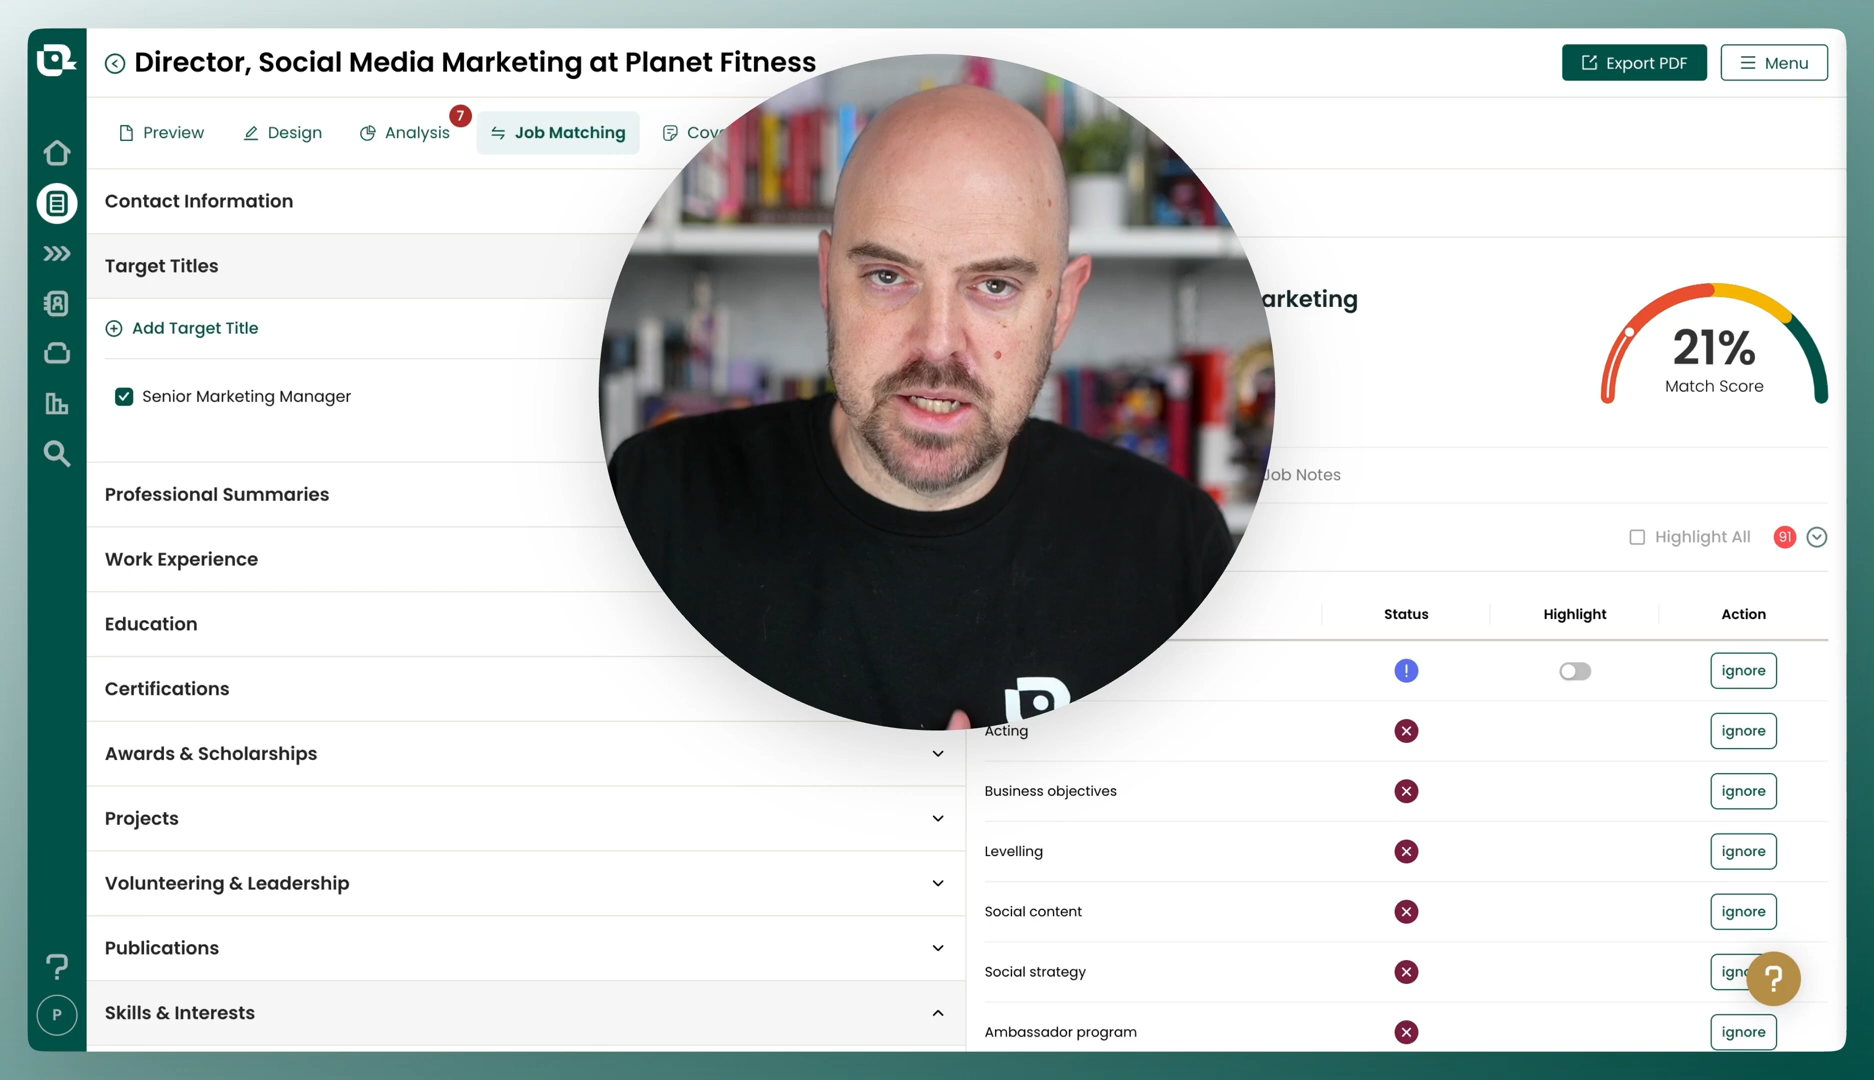 Director, Social Media Marketing at Planet Fitness
Export PDF
Menu
Preview
Design
Analysis
7
Job Matching
Contact Information
Target Titles
Add Target Title
Senior Marketing Manager
Professional Summaries
Work Experience
Education
Certifications
Awards & Scholarships
Projects
Volunteering & Leadership
Publications
Skills & Interests
?
P
arketing
21%
Match Score
Job Notes
Highlight All
91
Status
Highlight
Action
!
ignore
Acting
ignore
Business objectives
ignore
Levelling
ignore
Social content
ignore
Social strategy
?
Ambassador program
ignore